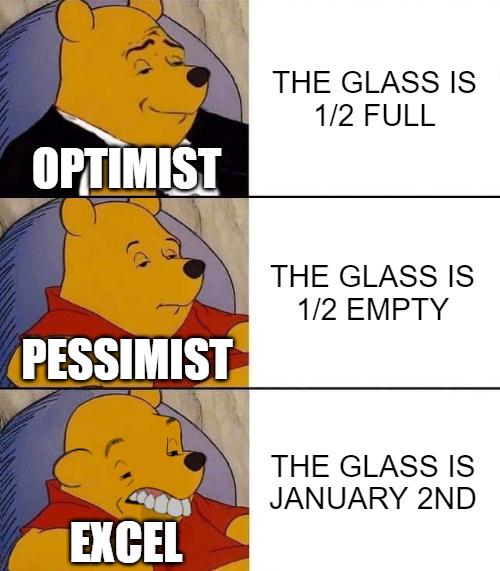 THE GLASS IS
1/2 FULL
OPTIMIST
THE GLASS IS
1/2 EMPTY
PESSIMIST
THE GLASS IS
JANUARY 2ND
EXCEL